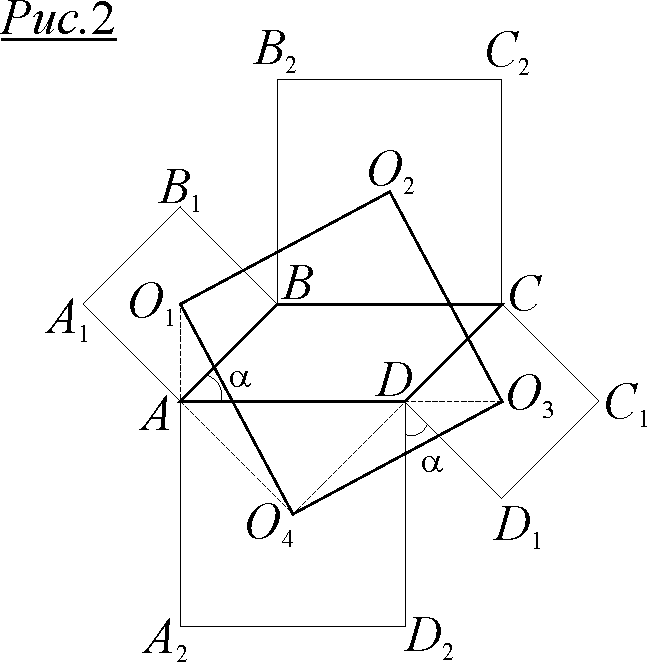 Рис.2
B₂ C₂
O₂
B₁
A₁ O₁ B C
α
A D O₃ C₁
α
O₄ D₁
A₂ D₂